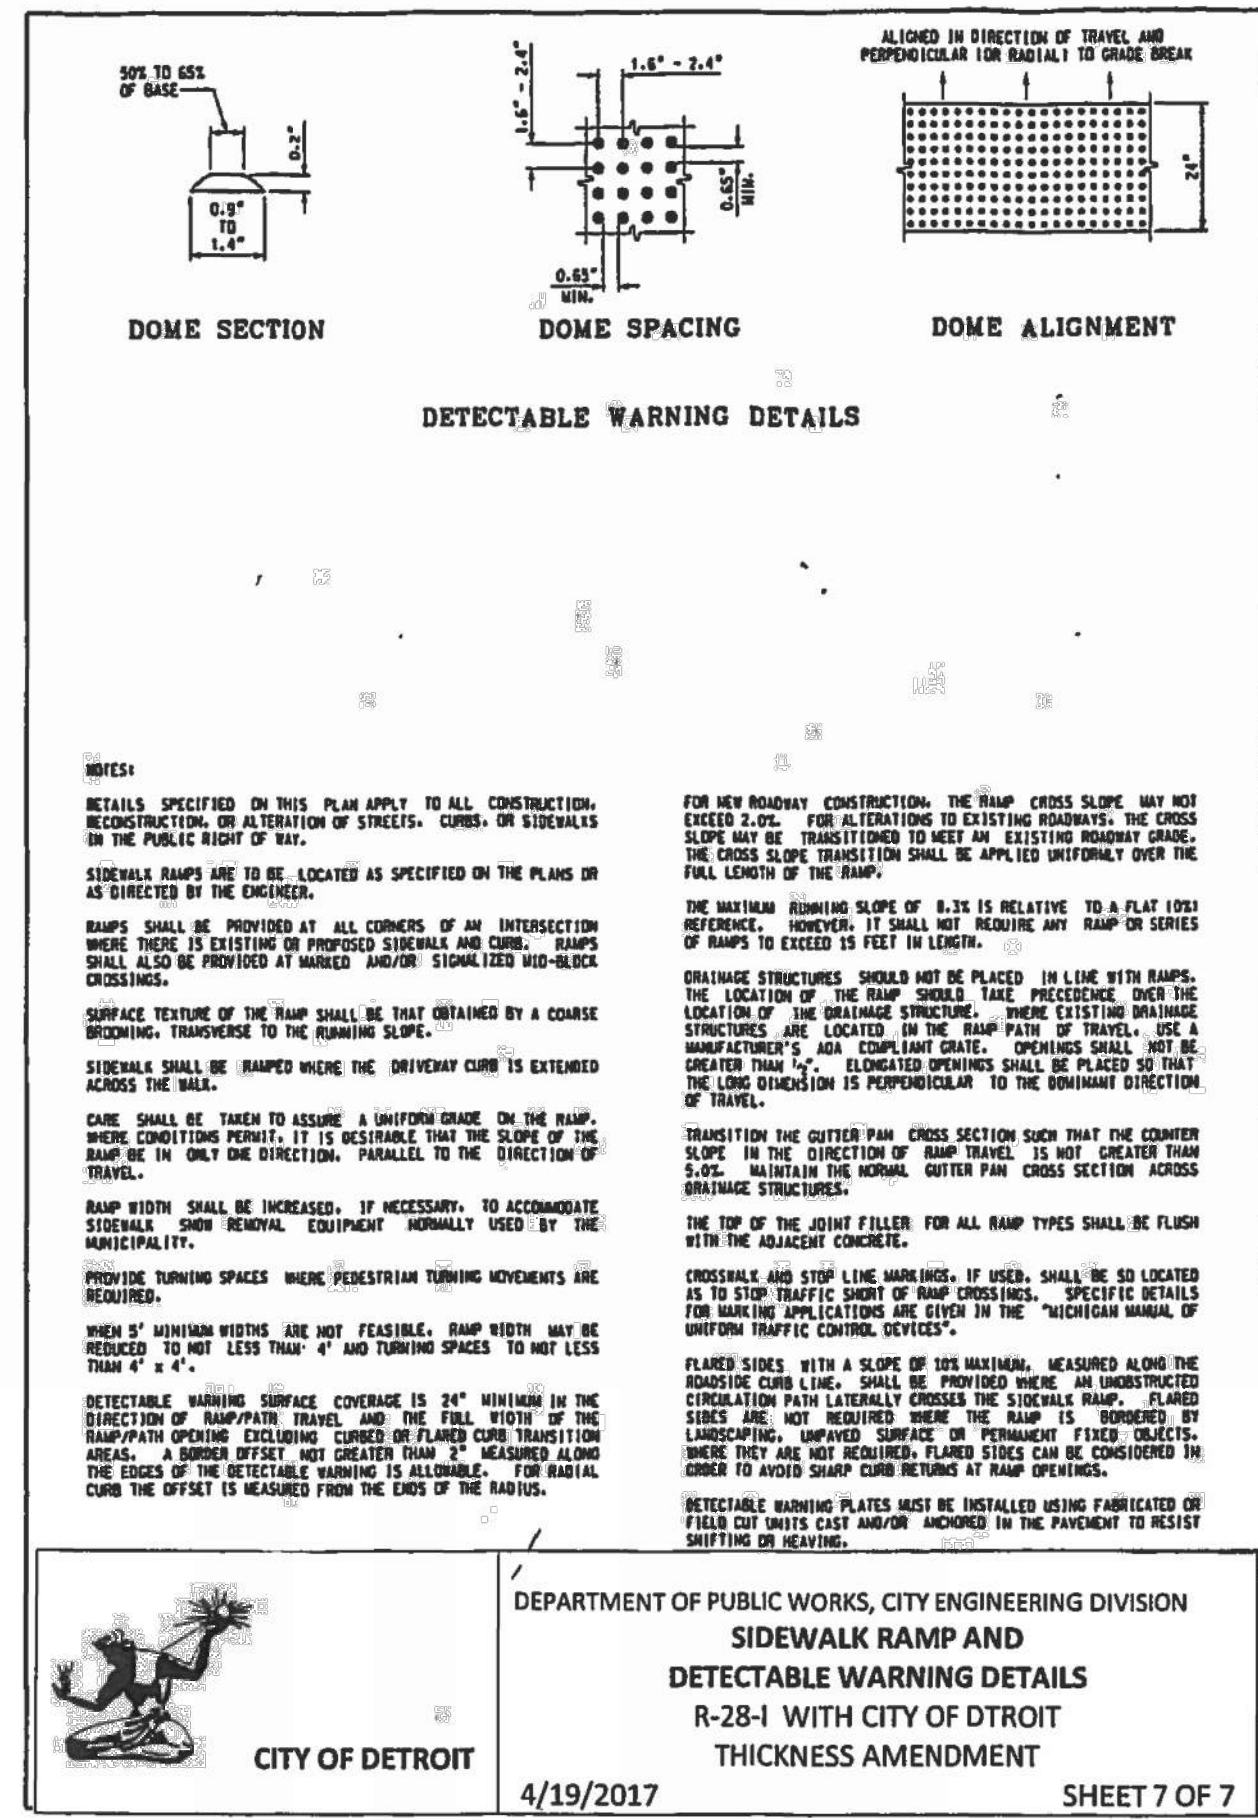 50% TO 65%
OF BASE
0.2"
0.9"
TO
1.4"
DOME SECTION
1.6" - 2.4"
1.6" - 2.4"
0.65"
MIN.
0.65"
MIN.
DOME SPACING
ALIGNED IN DIRECTION OF TRAVEL AND
PERPENDICULAR (OR RADIAL) TO GRADE BREAK
24"
DOME ALIGNMENT
DETECTABLE WARNING DETAILS
NOTES:
DETAILS SPECIFIED ON THIS PLAN APPLY TO ALL CONSTRUCTION,
RECONSTRUCTION, OR ALTERATION OF STREETS, CURBS, OR SIDEWALKS
IN THE PUBLIC RIGHT OF WAY.
SIDEWALK RAMPS ARE TO BE LOCATED AS SPECIFIED ON THE PLANS OR
AS DIRECTED BY THE ENGINEER.
RAMPS SHALL BE PROVIDED AT ALL CORNERS OF AN INTERSECTION
WHERE THERE IS EXISTING OR PROPOSED SIDEWALK AND CURB. RAMPS
SHALL ALSO BE PROVIDED AT MARKED AND/OR SIGNALIZED MID-BLOCK
CROSSINGS.
SURFACE TEXTURE OF THE RAMP SHALL BE THAT OBTAINED BY A COARSE
BROOMING, TRANSVERSE TO THE RUNNING SLOPE.
SIDEWALK SHALL BE RAMPED WHERE THE DRIVEWAY CURB IS EXTENDED
ACROSS THE WALK.
CARE SHALL BE TAKEN TO ASSURE A UNIFORM GRADE ON THE RAMP.
WHERE CONDITIONS PERMIT, IT IS DESIRABLE THAT THE SLOPE OF THE
RAMP BE IN ONLY ONE DIRECTION, PARALLEL TO THE DIRECTION OF
TRAVEL.
RAMP WIDTH SHALL BE INCREASED, IF NECESSARY, TO ACCOMMODATE
SIDEWALK SNOW REMOVAL EQUIPMENT NORMALLY USED BY THE
MUNICIPALITY.
PROVIDE TURNING SPACES WHERE PEDESTRIAN TURNING MOVEMENTS ARE
REQUIRED.
WHEN 5' MINIMUM WIDTHS ARE NOT FEASIBLE, RAMP WIDTH MAY BE
REDUCED TO NOT LESS THAN 4' AND TURNING SPACES TO NOT LESS
THAN 4' x 4'.
DETECTABLE WARNING SURFACE COVERAGE IS 24" MINIMUM IN THE
DIRECTION OF RAMP/PATH TRAVEL AND THE FULL WIDTH OF THE
RAMP/PATH OPENING EXCLUDING CURBED OR FLARED CURB TRANSITION
AREAS. A BORDER OFFSET NOT GREATER THAN 2" MEASURED ALONG
THE EDGES OF THE DETECTABLE WARNING IS ALLOWABLE. FOR RADIAL
CURB THE OFFSET IS MEASURED FROM THE ENDS OF THE RADIUS.
FOR NEW ROADWAY CONSTRUCTION, THE RAMP CROSS SLOPE MAY NOT
EXCEED 2.0%. FOR ALTERATIONS TO EXISTING ROADWAYS, THE CROSS
SLOPE MAY BE TRANSITIONED TO MEET AN EXISTING ROADWAY GRADE.
THE CROSS SLOPE TRANSITION SHALL BE APPLIED UNIFORMLY OVER THE
FULL LENGTH OF THE RAMP.
THE MAXIMUM RUNNING SLOPE OF 8.3% IS RELATIVE TO A FLAT (0%)
REFERENCE. HOWEVER, IT SHALL NOT REQUIRE ANY RAMP OR SERIES
OF RAMPS TO EXCEED 15 FEET IN LENGTH.
DRAINAGE STRUCTURES SHOULD NOT BE PLACED IN LINE WITH RAMPS.
THE LOCATION OF THE RAMP SHOULD TAKE PRECEDENCE OVER THE
LOCATION OF THE DRAINAGE STRUCTURE. WHERE EXISTING DRAINAGE
STRUCTURES ARE LOCATED IN THE RAMP PATH OF TRAVEL, USE A
MANUFACTURER'S ADA COMPLIANT GRATE. OPENINGS SHALL NOT BE
GREATER THAN ELONGATED OPENINGS SHALL BE PLACED SO THAT
THE LONG DIMENSION IS PERPENDICULAR TO THE DOMINANT DIRECTION
OF TRAVEL.
TRANSITION THE GUTTER PAN CROSS SECTION SUCH THAT THE COUNTER
SLOPE IN THE DIRECTION OF RAMP TRAVEL IS NOT GREATER THAN
5.0%. MAINTAIN THE NORMAL GUTTER PAN CROSS SECTION ACROSS
DRAINAGE STRUCTURES.
THE TOP OF THE JOINT FILLER FOR ALL RAMP TYPES SHALL BE FLUSH
WITH THE ADJACENT CONCRETE.
CROSSWALK AND STOP LINE MARKINGS, IF USED, SHALL BE SO LOCATED
AS TO STOP TRAFFIC SHORT OF RAMP CROSSINGS. SPECIFIC DETAILS
FOR MARKING APPLICATIONS ARE GIVEN IN THE "MICHIGAN MANUAL OF
UNIFORM TRAFFIC CONTROL DEVICES".
FLARED SIDES WITH A SLOPE OF 10% MAXIMUM, MEASURED ALONG THE
ROADSIDE CURB LINE, SHALL BE PROVIDED WHERE AN UNOBSTRUCTED
CIRCULATION PATH LATERALLY CROSSES THE SIDEWALK RAMP. FLARED
SIDES ARE NOT REQUIRED WHERE THE RAMP IS BORDERED BY
LANDSCAPING, UNPAVED SURFACE OR PERMANENT FIXED OBJECTS.
WHERE THEY ARE NOT REQUIRED, FLARED SIDES CAN BE CONSIDERED IN
ORDER TO AVOID SHARP CURB RETURNS AT RAMP OPENINGS.
DETECTABLE WARNING PLATES MUST BE INSTALLED USING FABRICATED OR
FIELD CUT UNITS CAST AND/OR ANCHORED IN THE PAVEMENT TO RESIST
SHIFTING OR HEAVING.
CITY OF DETROIT
DEPARTMENT OF PUBLIC WORKS, CITY ENGINEERING DIVISION
SIDEWALK RAMP AND
DETECTABLE WARNING DETAILS
R-28-I WITH CITY OF DTROIT
THICKNESS AMENDMENT
4/19/2017
SHEET 7 OF 7